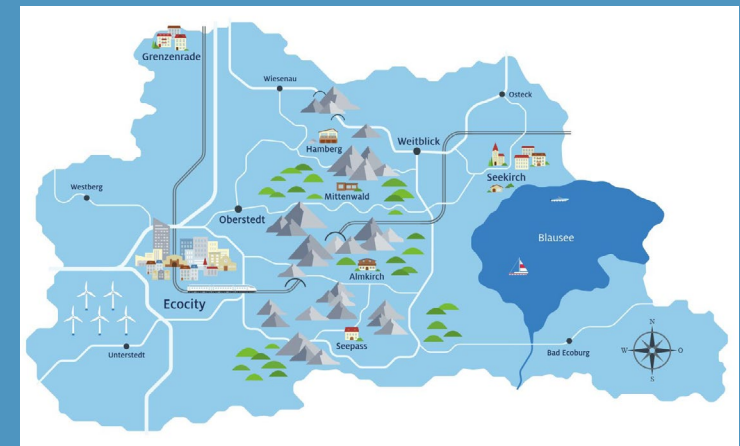 Grenzenrade
Wiesenau
Osteck
Hamberg
Weitblick
Seekirch
Westberg
Mittenwald
Oberstedt
Blausee
Almkirch
Ecocity
N
W
O
S
Seepass
Unterstedt
Bad Ecoburg